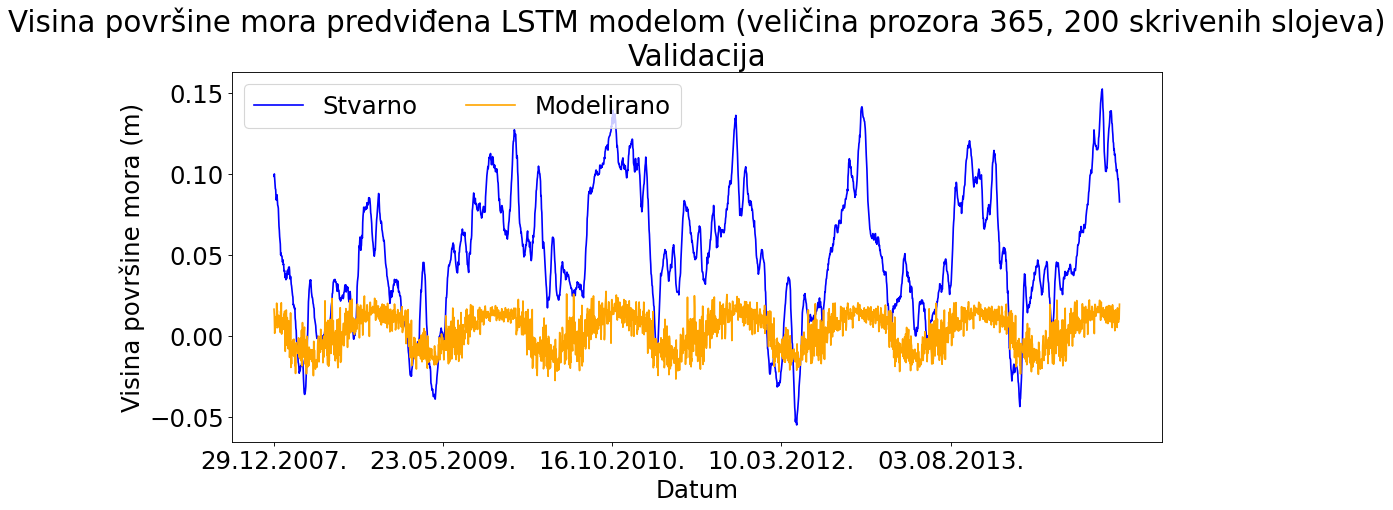 Visina površine mora predviđena LSTM modelom (veličina prozora 365, 200 skrivenih slojeva)
Validacija
Stvarno
Modelirano
Visina površine mora (m)
0.15
0.10
0.05
0.00
−0.05
29.12.2007.
23.05.2009.
16.10.2010.
10.03.2012.
03.08.2013.
Datum